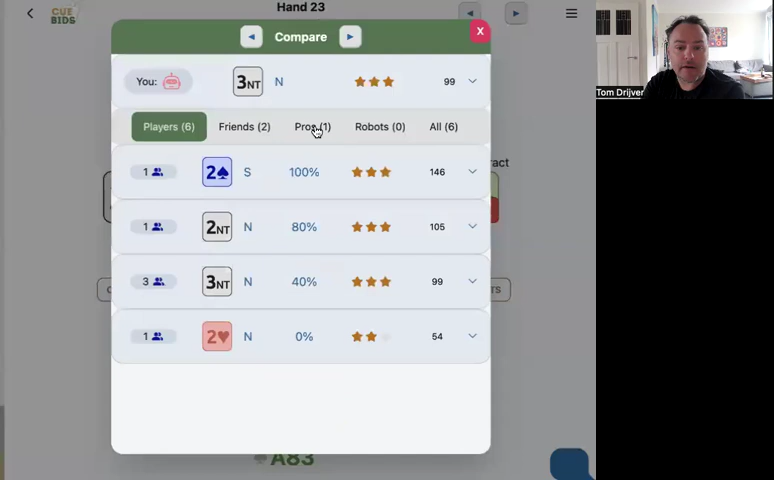 CUE
BIDS
Hand 23
Compare
X
You:
3NT N 99
Players (6) Friends (2) Pros (1) Robots (0) All (6)
1 2♠ S 100% 146
1 2NT N 80% 105
3 3NT N 40% 99
1 2♥ N 0% 54
♣A83
Tom Drijver